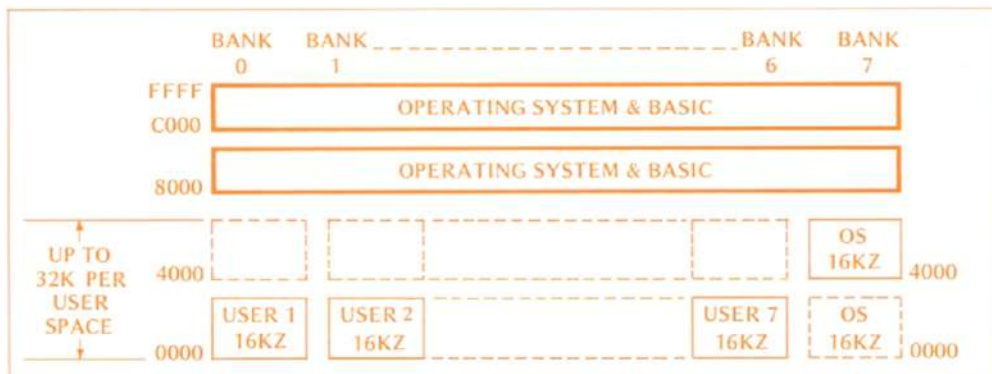 BANK BANK BANK BANK
0 1 6 7
FFFF
OPERATING SYSTEM & BASIC
C000
OPERATING SYSTEM & BASIC
8000
UP TO
32K PER
USER
SPACE
OS
16KZ
4000 4000
USER 1
16KZ
USER 2
16KZ
USER 7
16KZ
OS
16KZ
0000 0000